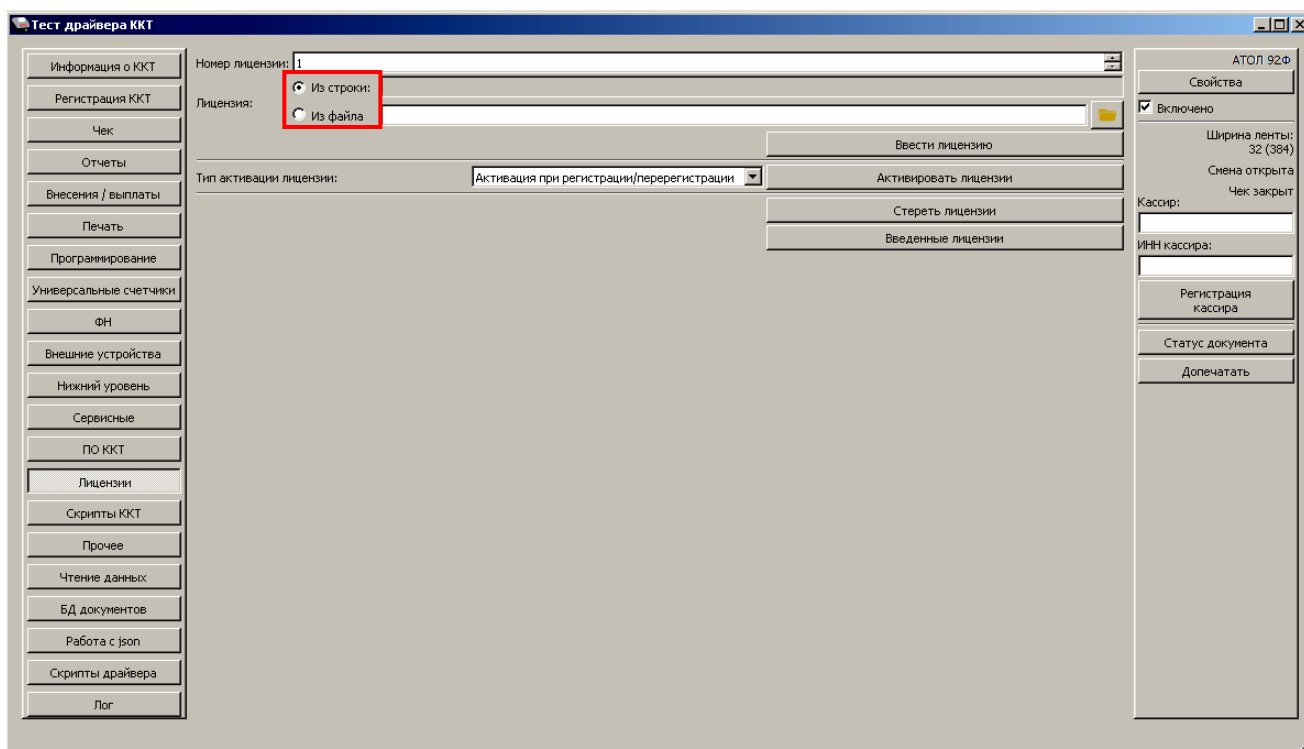 Тест драйвера ККТ
Информация о ККТ
Регистрация ККТ
Чек
Отчеты
Внесения / выплаты
Печать
Программирование
Универсальные счетчики
ФН
Внешние устройства
Нижний уровень
Сервисные
ПО ККТ
Лицензии
Скрипты ККТ
Прочее
Чтение данных
БД документов
Работа с json
Скрипты драйвера
Лог
Номер лицензии: 1
Лицензия:
Из строки:
Из файла
Ввести лицензию
Тип активации лицензии: Активация при регистрации/перерегистрации Активировать лицензии
Стереть лицензии
Введенные лицензии
АТОЛ 92Ф
Свойства
Включено
Ширина ленты:
32 (384)
Смена открыта
Чек закрыт
Кассир:
ИНН кассира:
Регистрация
кассира
Статус документа
Допечатать